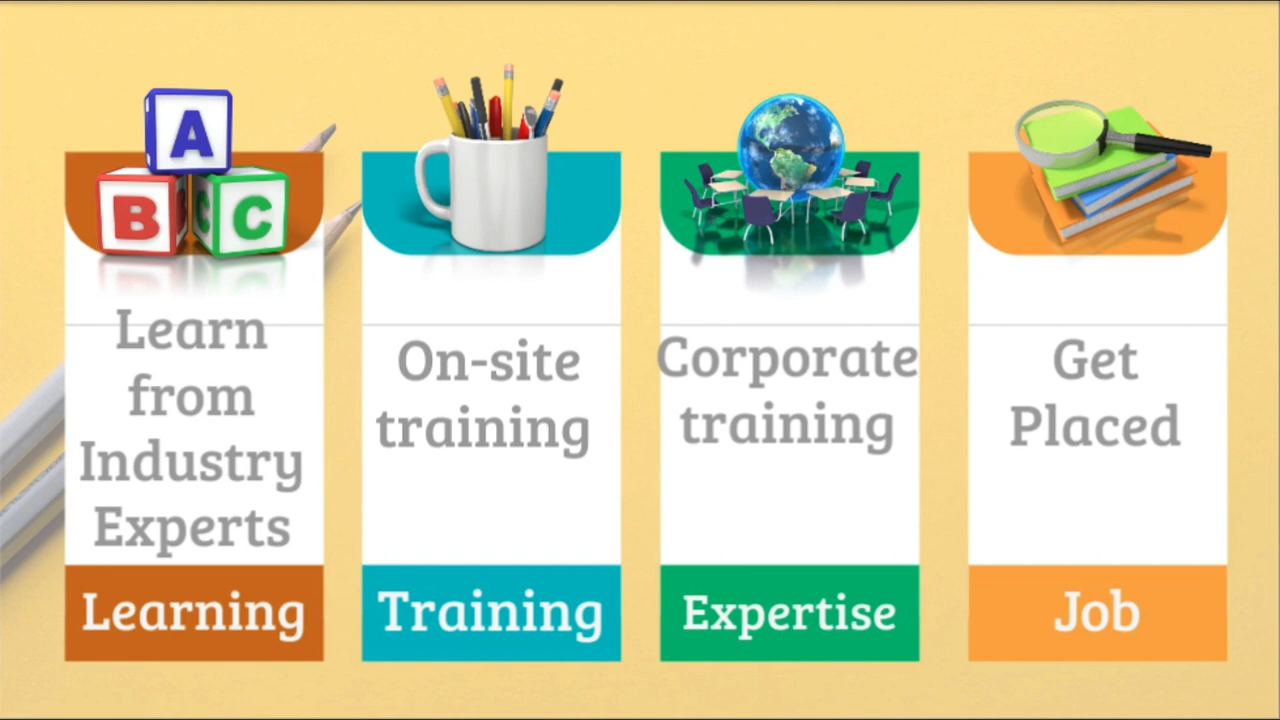 A
B
C
C
Learn
from
Industry
Experts
Learning
On-site
training
Training
Corporate
training
Expertise
Get
Placed
Job